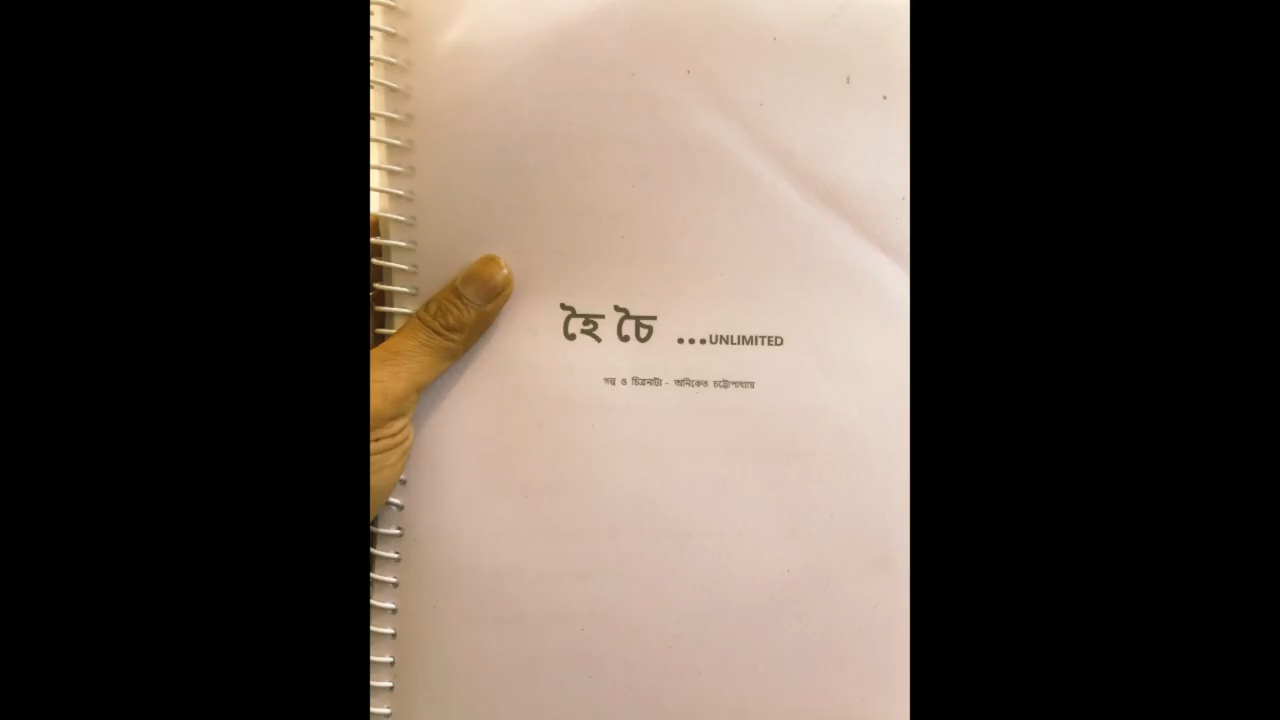 হৈ চৈ ...UNLIMITED
গল্প ও চিত্রনাট্য - অনিকেত চট্টোপাধ্যায়